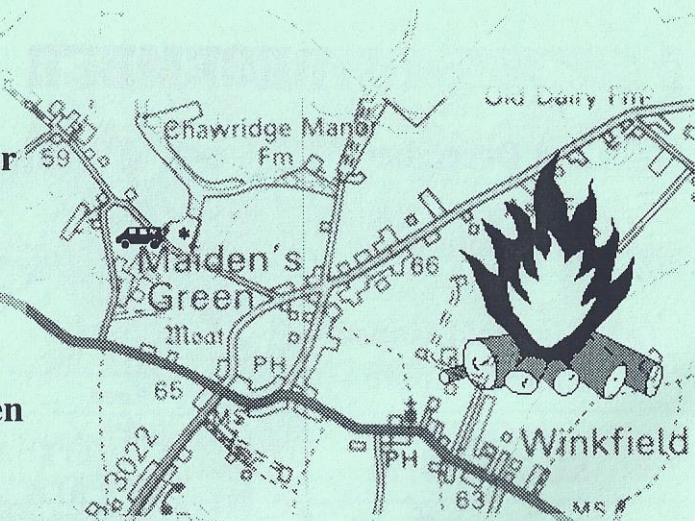 Old Dairy Fm
Chawridge Manor
Fm
r
59
*
Maiden's
Green
66
Moat
PH
65
en
MS
Winkfield
B 3022
PH
63
MS